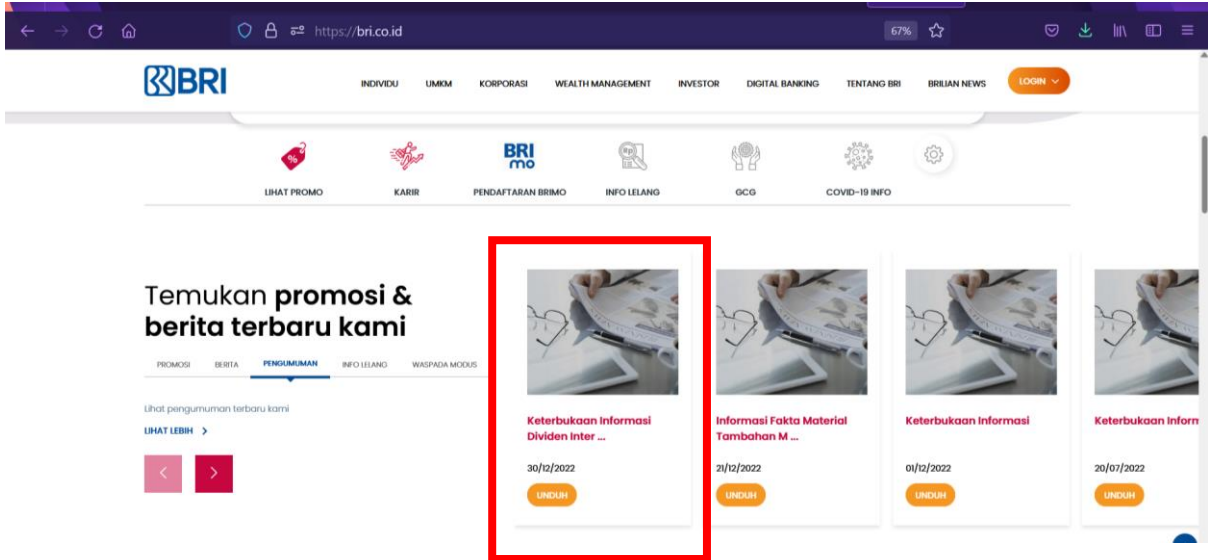 https://bri.co.id
67%
BRI
INDIVIDU UMKM KORPORASI WEALTH MANAGEMENT INVESTOR DIGITAL BANKING TENTANG BRI BRILIAN NEWS LOGIN
%
BRI
mo
Rp
LIHAT PROMO KARIR PENDAFTARAN BRIMO INFO LELANG GCG COVID-19 INFO
Temukan promosi &
berita terbaru kami
PROMOSI BERITA PENGUMUMAN INFO LELANG WASPADA MODUS
Lihat pengumuman terbaru kami
LIHAT LEBIH >
Keterbukaan Informasi
Dividen Inter ...
30/12/2022
UNDUH
Informasi Fakta Material
Tambahan M ...
21/12/2022
UNDUH
Keterbukaan Informasi
01/12/2022
UNDUH
Keterbukaan Inform
20/07/2022
UNDUH